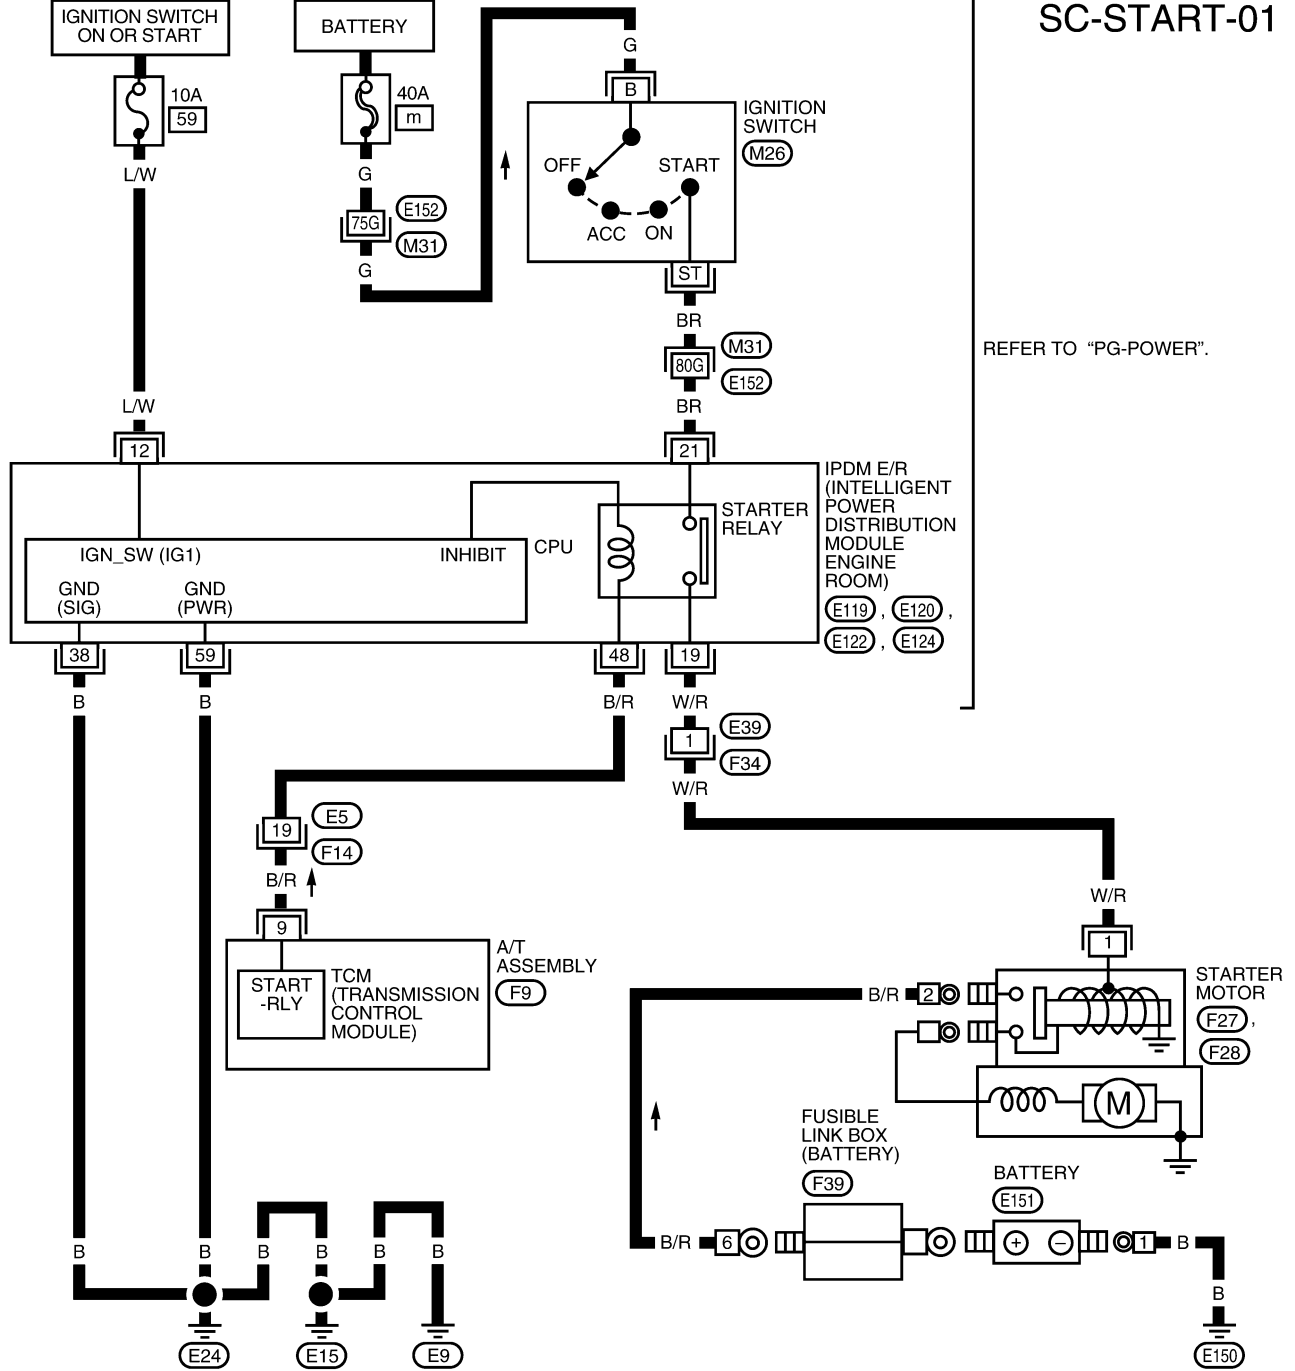 SC-START-01
IGNITION SWITCH
ON OR START
BATTERY
10A
59
40A
m
L/W
G
75G
E152
M31
G
G
B
IGNITION
SWITCH
M26
OFF
START
ACC
ON
ST
BR
M31
80G
E152
BR
REFER TO “PG-POWER”.
L/W
12
21
IPDM E/R
(INTELLIGENT
POWER
DISTRIBUTION
MODULE
ENGINE
ROOM)
E119 , E120 ,
E122 , E124
STARTER
RELAY
IGN_SW (IG1)
INHIBIT
CPU
GND
(SIG)
GND
(PWR)
38
59
48
19
B
B
B/R
W/R
1
E39
F34
W/R
19
E5
F14
B/R
9
A/T
ASSEMBLY
F9
START
-RLY
TCM
(TRANSMISSION
CONTROL
MODULE)
W/R
1
STARTER
MOTOR
F27 ,
F28
B/R
2
M
FUSIBLE
LINK BOX
(BATTERY)
F39
BATTERY
E151
B/R
6
+
–
1
B
B
B
B
B
B
B
B
E24
E15
E9
E150